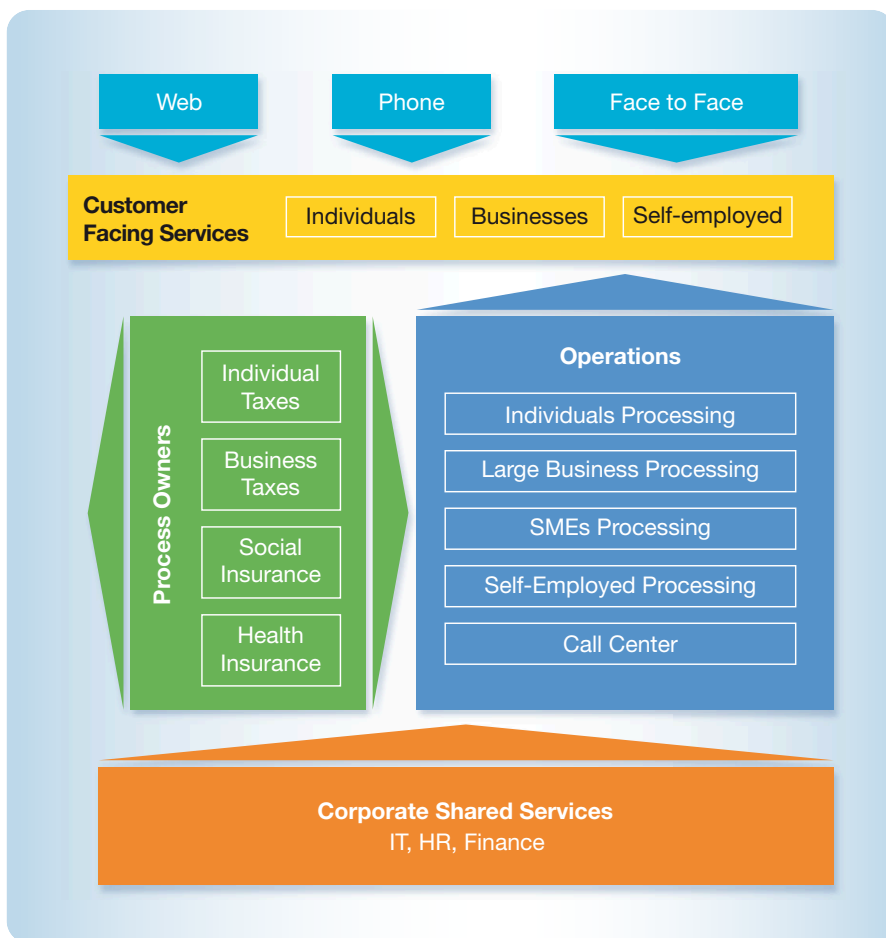 Web
Phone
Face to Face
Customer
Facing Services
Individuals
Businesses
Self-employed
Process Owners
Individual
Taxes
Business
Taxes
Social
Insurance
Health
Insurance
Operations
Individuals Processing
Large Business Processing
SMEs Processing
Self-Employed Processing
Call Center
Corporate Shared Services
IT, HR, Finance